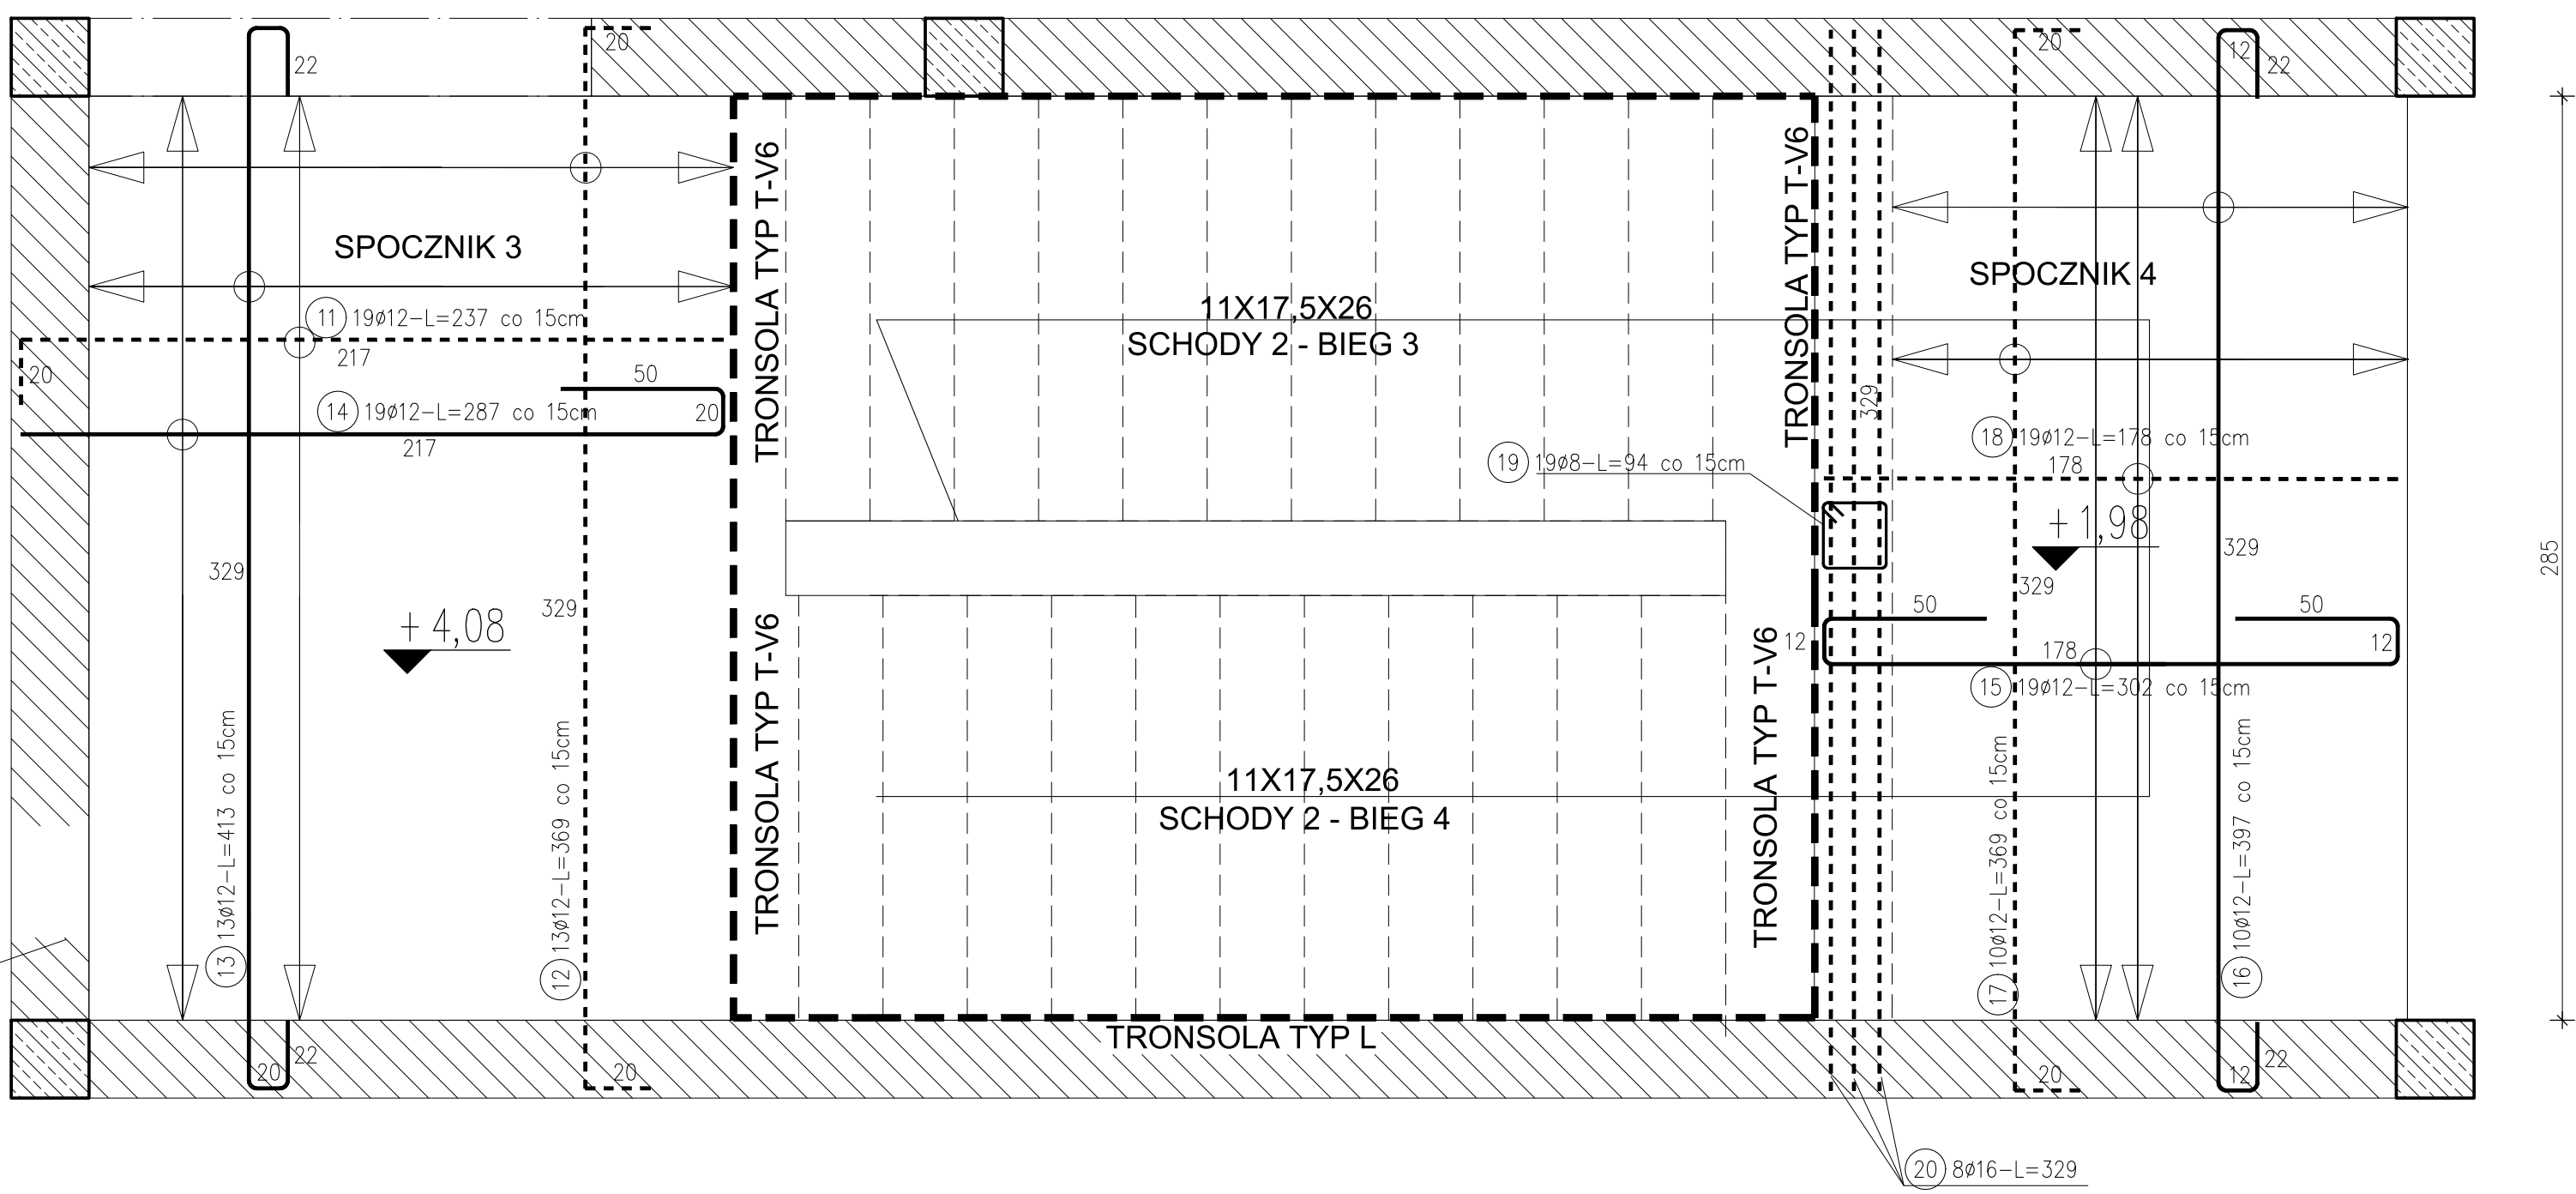 20
20
12
22
22
SPOCZNIK 3
11 19ø12-L=237 co 15cm
217
20
50
14 19ø12-L=287 co 15cm
20
217
329
+ 4,08
329
13 13ø12-L=413 co 15cm
12 13ø12-L=369 co 15cm
20
22
20
TRONSOLA TYP T-V6
TRONSOLA TYP T-V6
11X17,5X26
SCHODY 2 - BIEG 3
11X17,5X26
SCHODY 2 - BIEG 4
TRONSOLA TYP L
TRONSOLA TYP T-V6
TRONSOLA TYP T-V6
19 19ø8-L=94 co 15cm
329
SPOCZNIK 4
18 19ø12-L=178 co 15cm
178
+ 1,98
329
329
50
50
12
12
178
15 19ø12-L=302 co 15cm
17 10ø12-L=369 co 15cm
16 10ø12-L=397 co 15cm
20
12
22
285
20 8ø16-L=329